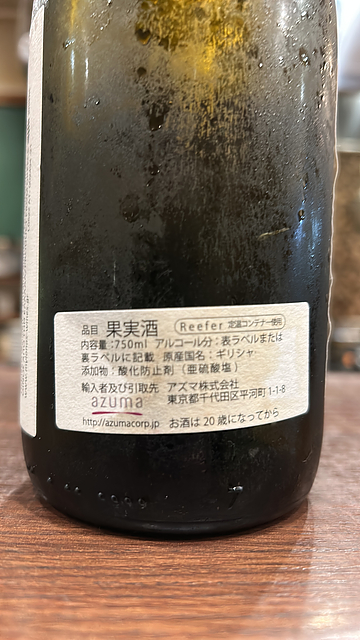 品目 果実酒 Reefer 定温コンテナー使用
内容量:750ml アルコール分:表ラベルまたは
裏ラベルに記載 原産国名:ギリシャ
添加物:酸化防止剤(亜硫酸塩)
輸入者及び引取先 アズマ株式会社
azuma 東京都千代田区平河町1-1-8
http://azumacorp.jp お酒は20歳になってから